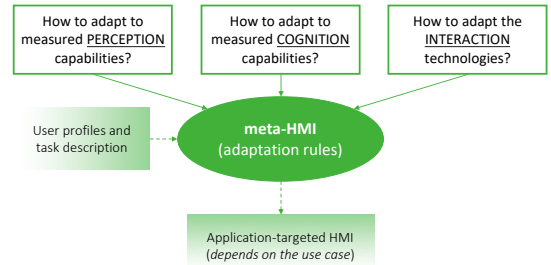 How to adapt to
measured PERCEPTION
capabilities?
How to adapt to
measured COGNITION
capabilities?
How to adapt the
INTERACTION
technologies?
User profiles and
task description
meta-HMI
(adaptation rules)
Application-targeted HMI
(depends on the use case)